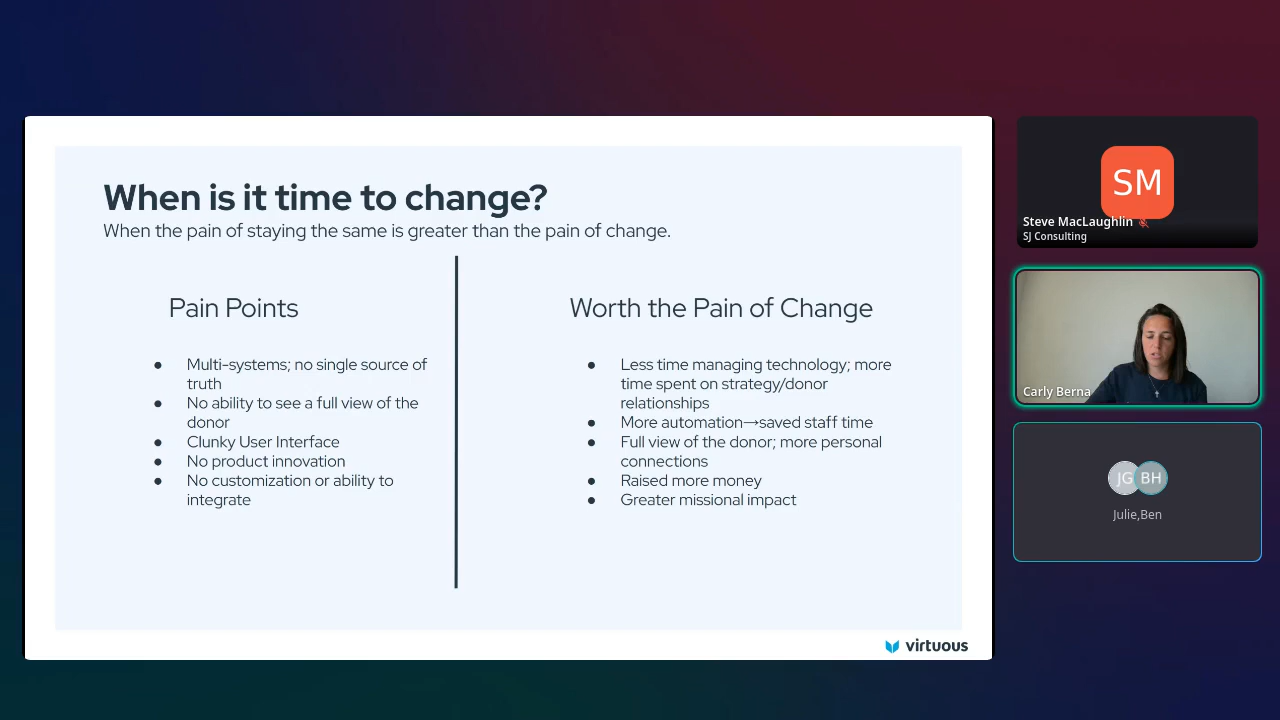 When is it time to change?
When the pain of staying the same is greater than the pain of change.
Pain Points
● Multi-systems; no single source of
truth
● No ability to see a full view of the
donor
● Clunky User Interface
● No product innovation
● No customization or ability to
integrate
Worth the Pain of Change
● Less time managing technology; more
time spent on strategy/donor
relationships
● More automation→saved staff time
● Full view of the donor; more personal
connections
● Raised more money
● Greater missional impact
virtuous
SM
Steve MacLaughlin
SJ Consulting
Carly Berna
JG BH
Julie,Ben